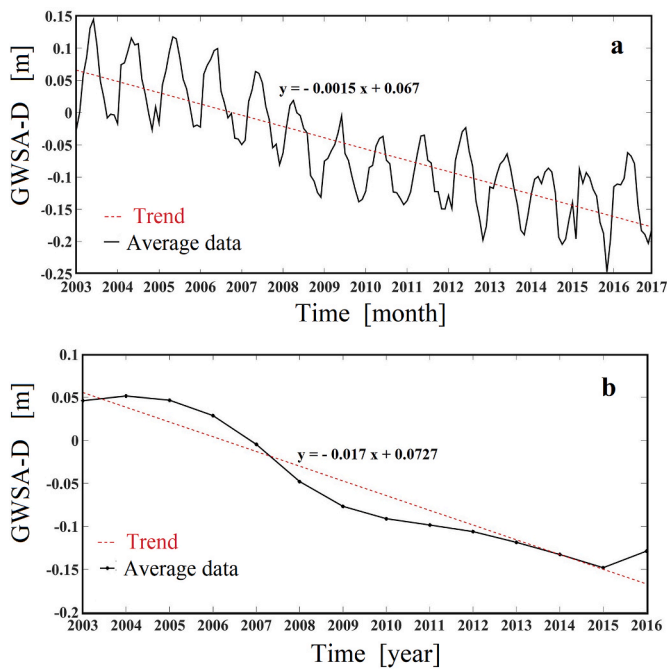 0.15
a
0.1
0.05
y = - 0.0015 x + 0.067
0
-0.05
-0.1
-0.15
Trend
-0.2
Average data
-0.25
2003 2004 2005 2006 2007 2008 2009 2010 2011 2012 2013 2014 2015 2016 2017
Time [month]
GWSA-D [m]
0.1
b
0.05
0
y = - 0.017 x + 0.0727
-0.05
-0.1
Trend
-0.15
Average data
-0.2
2003 2004 2005 2006 2007 2008 2009 2010 2011 2012 2013 2014 2015 2016
Time [year]
GWSA-D [m]